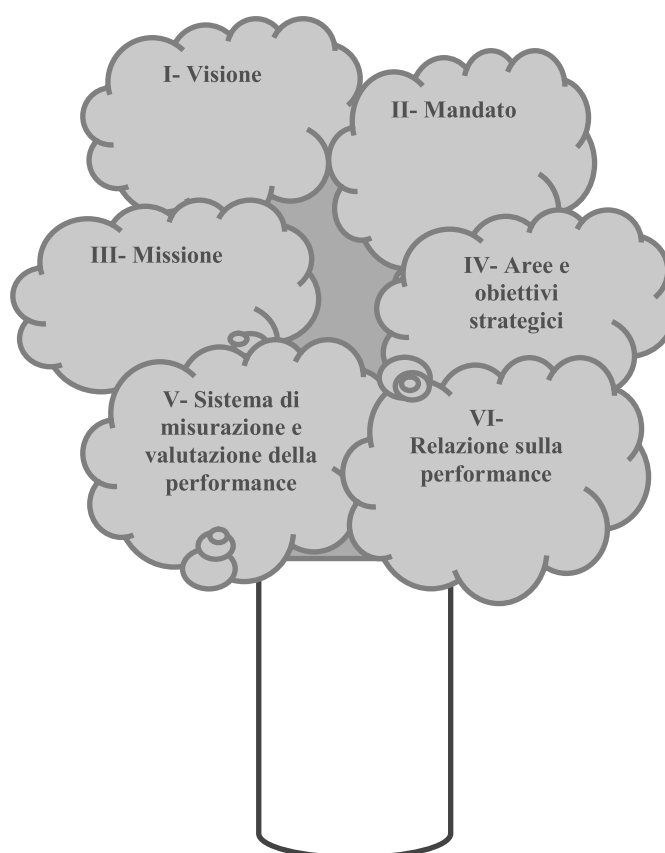 I- Visione
II- Mandato
III- Missione
IV- Aree e
obiettivi
strategici
V- Sistema di
misurazione e
valutazione della
performance
VI-
Relazione sulla
performance